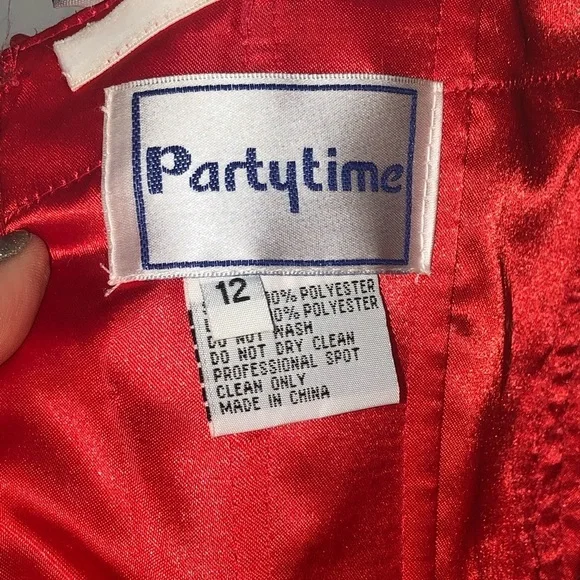 Partytime
12
0% POLYESTER
0% POLYESTER
DO NOT WASH
DO NOT DRY CLEAN
PROFESSIONAL SPOT
CLEAN ONLY
MADE IN CHINA